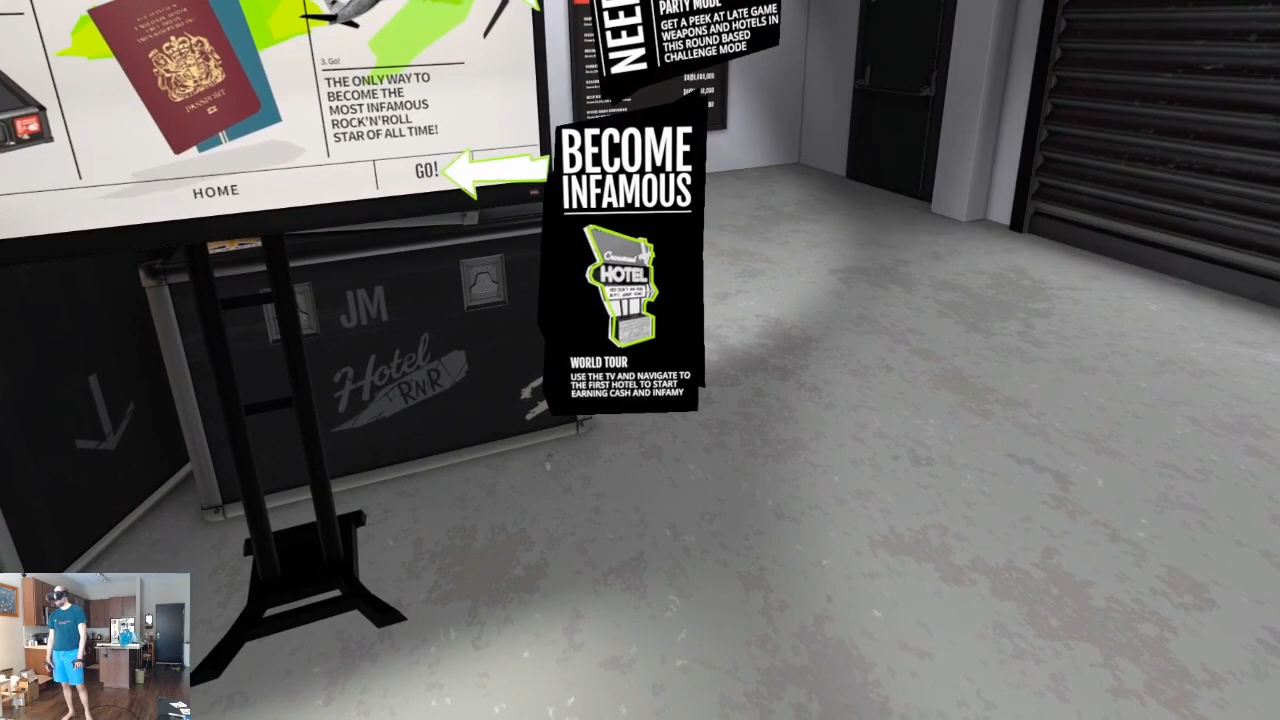 3. Go!
THE ONLY WAY TO
BECOME THE
MOST INFAMOUS
ROCK'N'ROLL
STAR OF ALL TIME!
PASSPORT
HOME
GO!
PARTY MODE
GET A PEEK AT LATE GAME
WEAPONS AND HOTELS IN
THIS ROUND BASED
CHALLENGE MODE
BECOME
INFAMOUS
HOTEL
WORLD TOUR
USE THE TV AND NAVIGATE TO
THE FIRST HOTEL TO START
EARNING CASH AND INFAMY
JM
Hotel
RNR